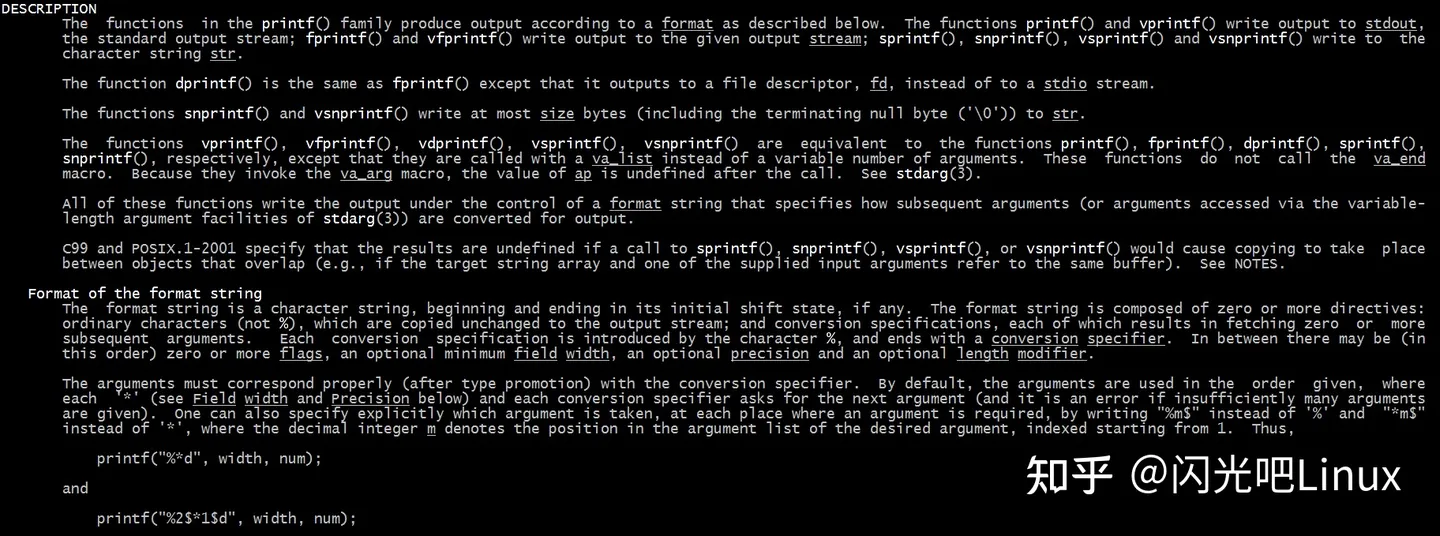 DESCRIPTION
The functions in the printf() family produce output according to a format as described below. The functions printf() and vprintf() write output to stdout,
the standard output stream; fprintf() and vfprintf() write output to the given output stream; sprintf(), snprintf(), vsprintf() and vsnprintf() write to the
character string str.
The function dprintf() is the same as fprintf() except that it outputs to a file descriptor, fd, instead of to a stdio stream.
The functions snprintf() and vsnprintf() write at most size bytes (including the terminating null byte ('\0')) to str.
The functions vprintf(), vfprintf(), vdprintf(), vsprintf(), vsnprintf() are equivalent to the functions printf(), fprintf(), dprintf(), sprintf(),
snprintf(), respectively, except that they are called with a va_list instead of a variable number of arguments. These functions do not call the va_end
macro. Because they invoke the va_arg macro, the value of ap is undefined after the call. See stdarg(3).
All of these functions write the output under the control of a format string that specifies how subsequent arguments (or arguments accessed via the variable-
length argument facilities of stdarg(3)) are converted for output.
C99 and POSIX.1-2001 specify that the results are undefined if a call to sprintf(), snprintf(), vsprintf(), or vsnprintf() would cause copying to take place
between objects that overlap (e.g., if the target string array and one of the supplied input arguments refer to the same buffer). See NOTES.
Format of the format string
The format string is a character string, beginning and ending in its initial shift state, if any. The format string is composed of zero or more directives:
ordinary characters (not %), which are copied unchanged to the output stream; and conversion specifications, each of which results in fetching zero or more
subsequent arguments. Each conversion specification is introduced by the character %, and ends with a conversion specifier. In between there may be (in
this order) zero or more flags, an optional minimum field width, an optional precision and an optional length modifier.
The arguments must correspond properly (after type promotion) with the conversion specifier. By default, the arguments are used in the order given, where
each '*' (see Field width and Precision below) and each conversion specifier asks for the next argument (and it is an error if insufficiently many arguments
are given). One can also specify explicitly which argument is taken, at each place where an argument is required, by writing "%m$" instead of '%' and "*m$"
instead of '*', where the decimal integer m denotes the position in the argument list of the desired argument, indexed starting from 1. Thus,
printf("%*d", width, num);
and
printf("%2$*1$d", width, num);
知乎 @闪光吧Linux